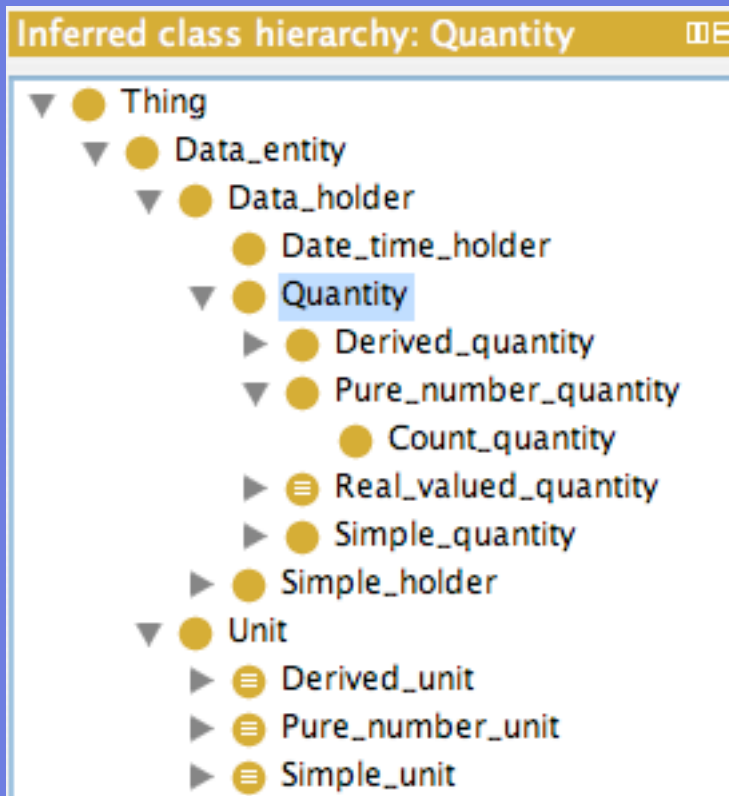 Inferred class hierarchy: Quantity
Thing
Data_entity
Data_holder
Date_time_holder
Quantity
Derived_quantity
Pure_number_quantity
Count_quantity
Real_valued_quantity
Simple_quantity
Simple_holder
Unit
Derived_unit
Pure_number_unit
Simple_unit